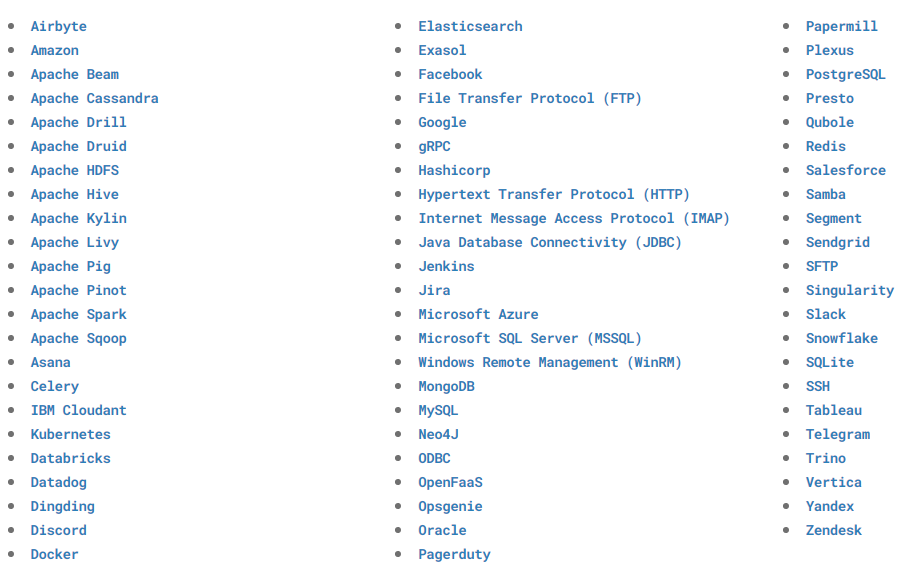 Airbyte
Amazon
Apache Beam
Apache Cassandra
Apache Drill
Apache Druid
Apache HDFS
Apache Hive
Apache Kylin
Apache Livy
Apache Pig
Apache Pinot
Apache Spark
Apache Sqoop
Asana
Celery
IBM Cloudant
Kubernetes
Databricks
Datadog
Dingding
Discord
Docker
Elasticsearch
Exasol
Facebook
File Transfer Protocol (FTP)
Google
gRPC
Hashicorp
Hypertext Transfer Protocol (HTTP)
Internet Message Access Protocol (IMAP)
Java Database Connectivity (JDBC)
Jenkins
Jira
Microsoft Azure
Microsoft SQL Server (MSSQL)
Windows Remote Management (WinRM)
MongoDB
MySQL
Neo4J
ODBC
OpenFaaS
Opsgenie
Oracle
Pagerduty
Papermill
Plexus
PostgreSQL
Presto
Qubole
Redis
Salesforce
Samba
Segment
Sendgrid
SFTP
Singularity
Slack
Snowflake
SQLite
SSH
Tableau
Telegram
Trino
Vertica
Yandex
Zendesk